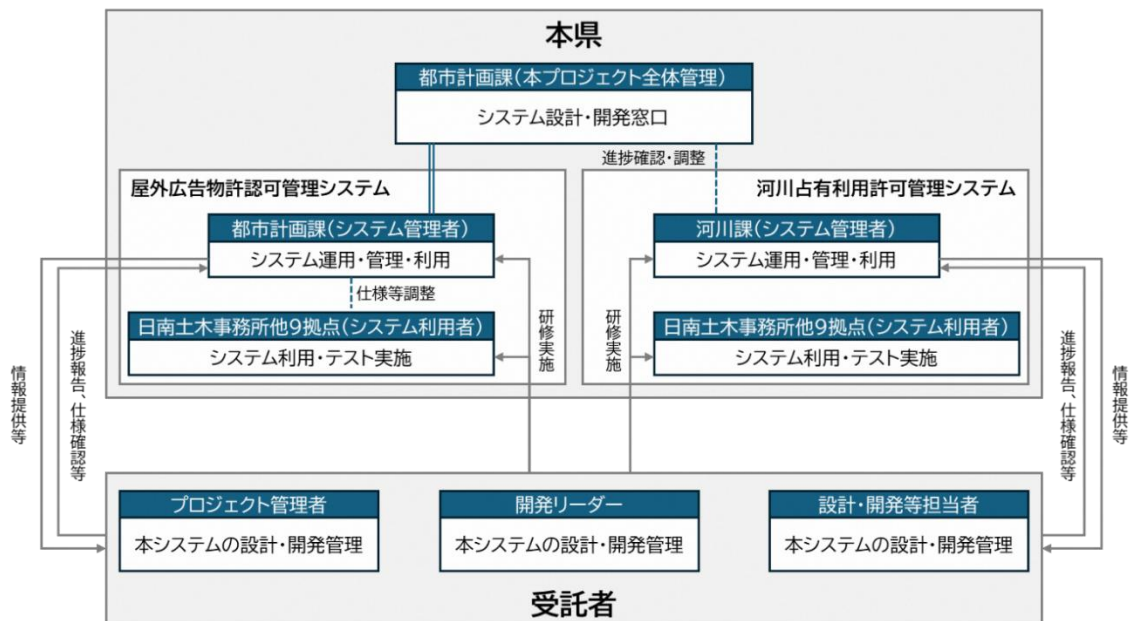 本県
都市計画課(本プロジェクト全体管理)
システム設計・開発窓口
進捗確認・調整
屋外広告物許認可管理システム
都市計画課(システム管理者)
システム運用・管理・利用
仕様等調整
日南土木事務所他9拠点(システム利用者)
システム利用・テスト実施
研修実施
河川占有利用許可管理システム
河川課(システム管理者)
システム運用・管理・利用
日南土木事務所他9拠点(システム利用者)
システム利用・テスト実施
研修実施
情報提供等
進捗報告、仕様確認等
進捗報告、仕様確認等
情報提供等
プロジェクト管理者
本システムの設計・開発管理
開発リーダー
本システムの設計・開発管理
設計・開発等担当者
本システムの設計・開発管理
受託者